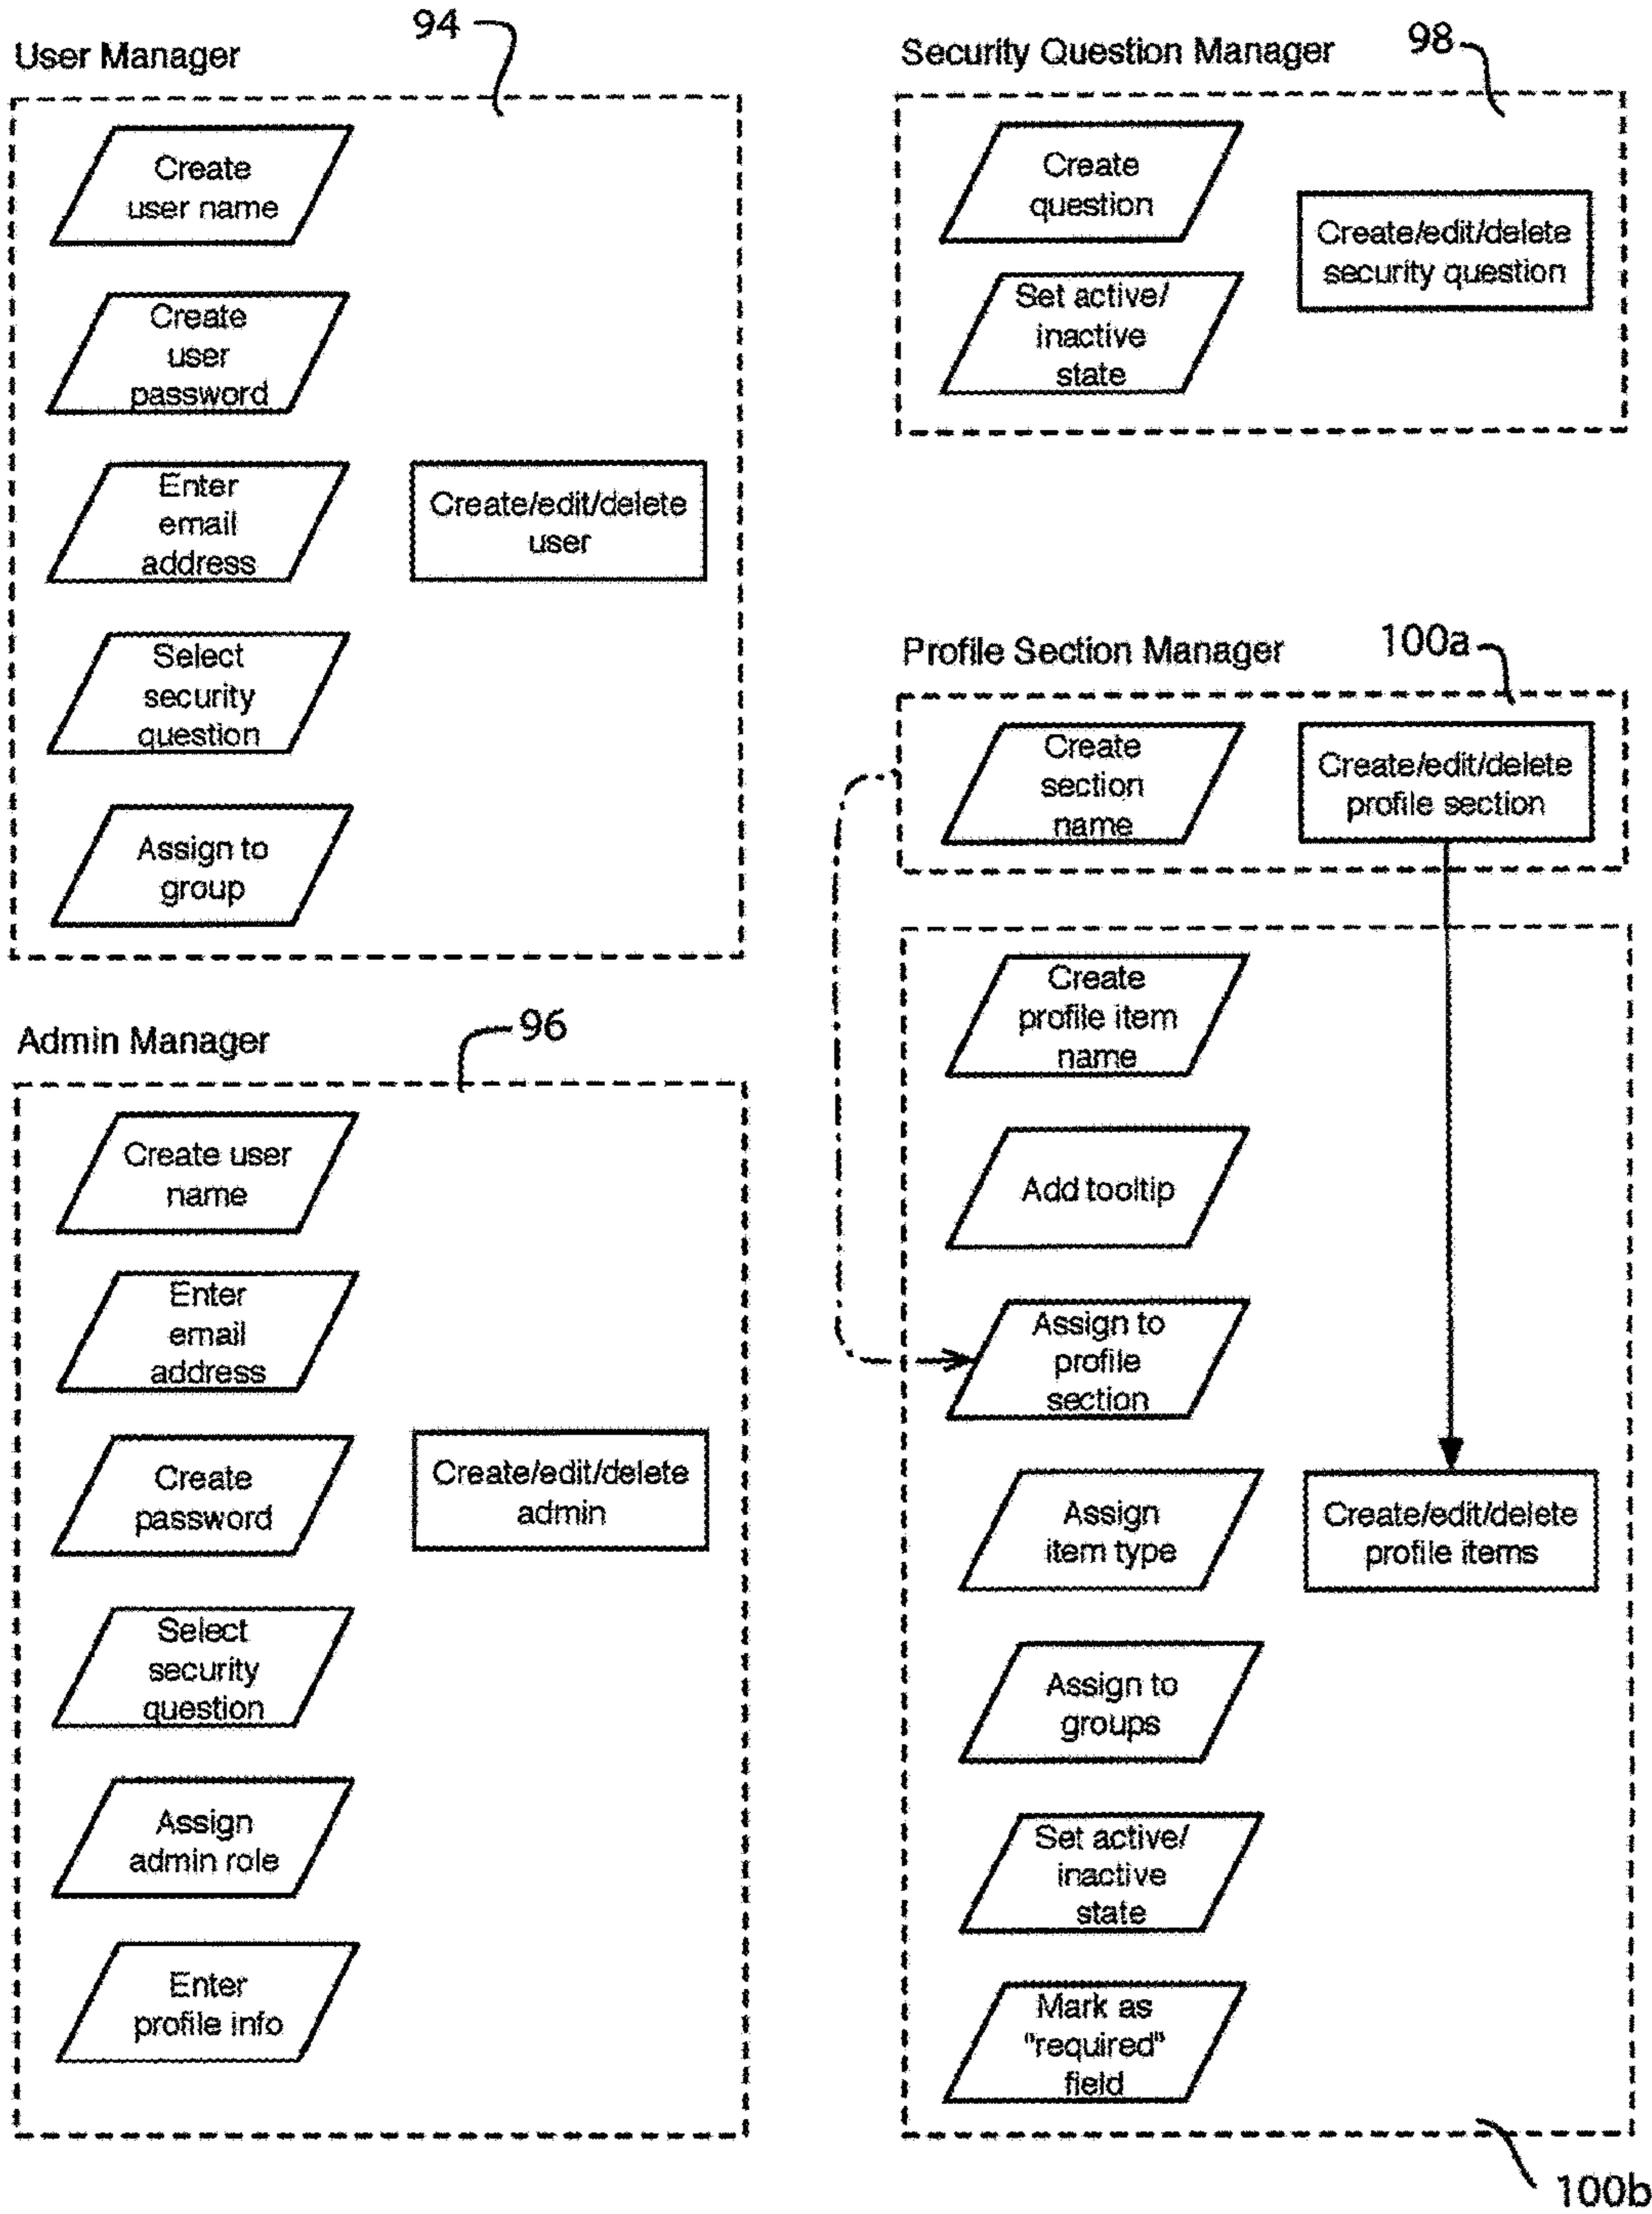 User Manager
94
Create
user name
Create
user
password
Enter
email
address
Create/edit/delete
user
Select
security
question
Assign to
group
Admin Manager
96
Create user
name
Enter
email
address
Create
password
Create/edit/delete
admin
Select
security
question
Assign
admin role
Enter
profile info
Security Question Manager
98
Create
question
Create/edit/delete
security question
Set active/
inactive
state
Profile Section Manager
100a
Create
section
name
Create/edit/delete
profile section
Create
profile item
name
Add tooltip
Assign to
profile
section
Assign
item type
Create/edit/delete
profile items
Assign to
groups
Set active/
inactive
state
Mark as
"required"
field
100b